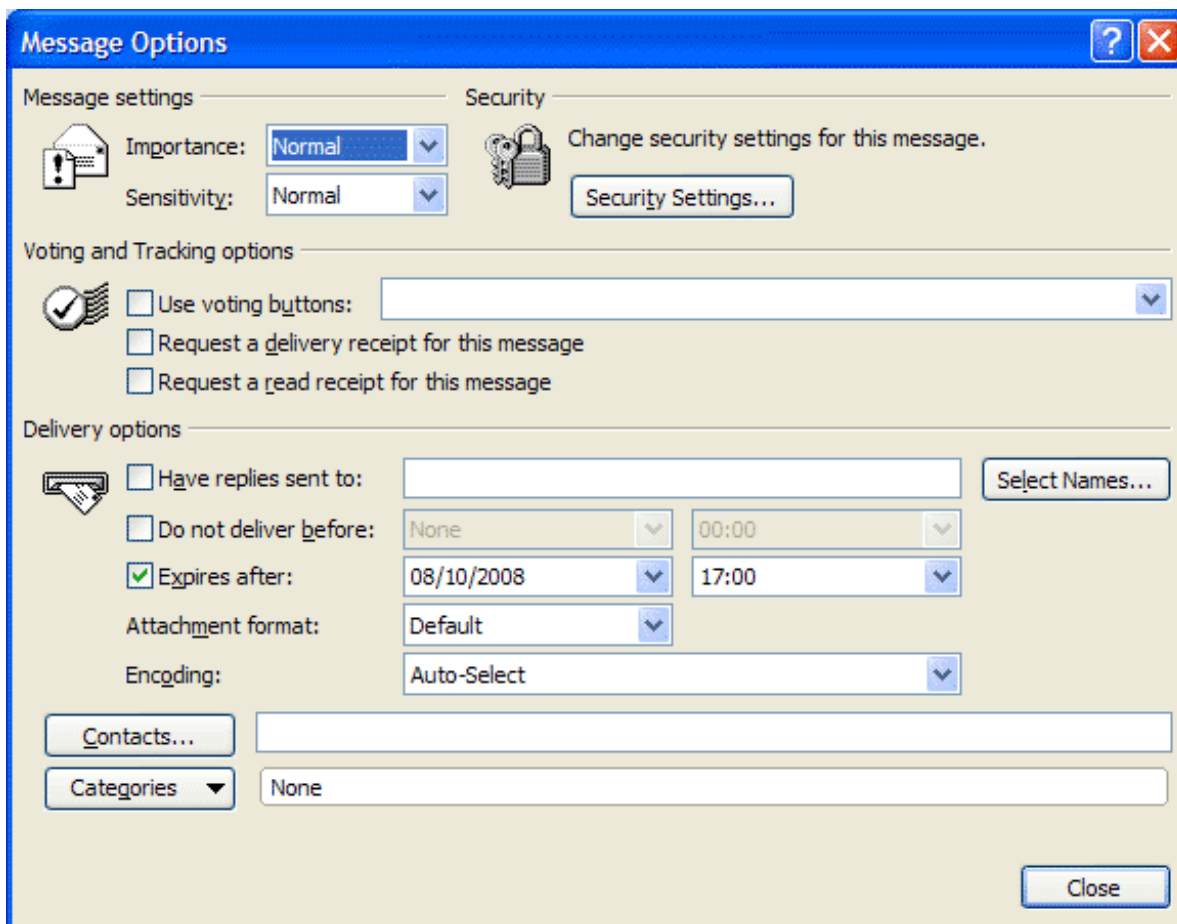 Message Options
Message settings Security
Importance: Normal Change security settings for this message.
Sensitivity: Normal Security Settings...
Voting and Tracking options
Use voting buttons:
Request a delivery receipt for this message
Request a read receipt for this message
Delivery options
Have replies sent to: Select Names...
Do not deliver before: None 00:00
Expires after: 08/10/2008 17:00
Attachment format: Default
Encoding: Auto-Select
Contacts...
Categories None
Close